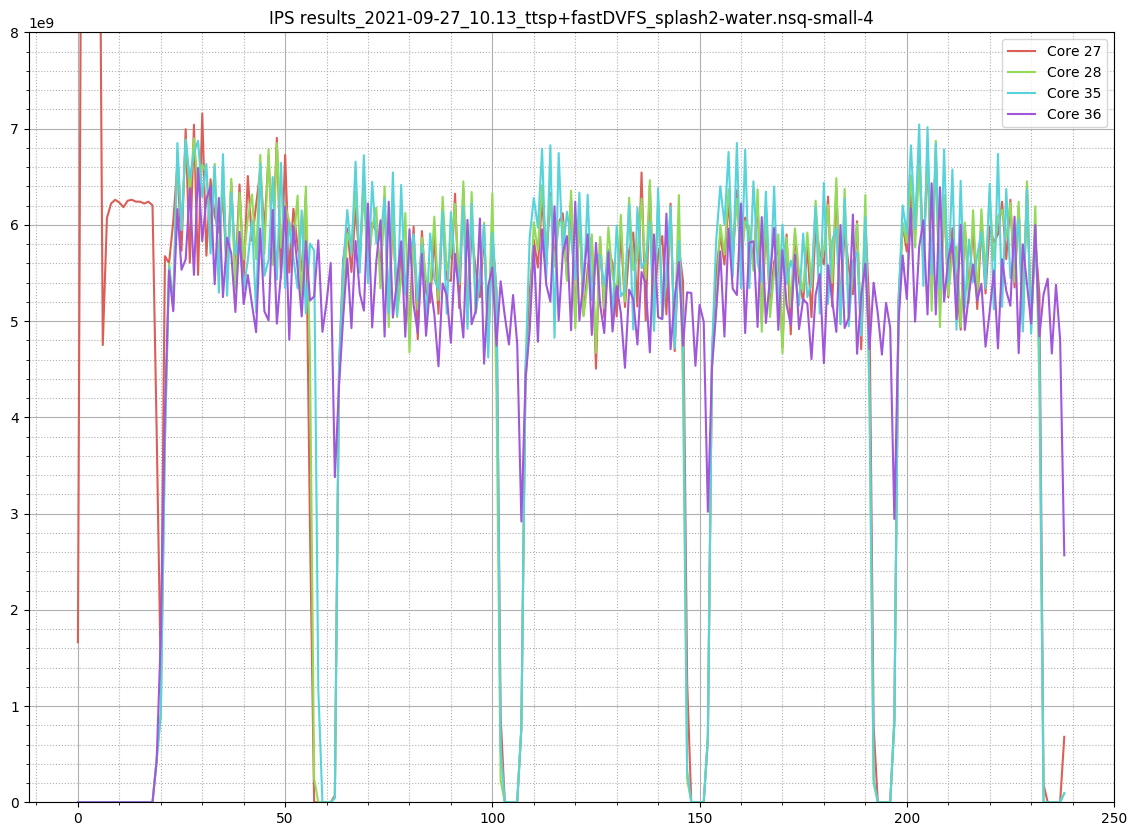 IPS results_2021-09-27_10.13_ttsp+fastDVFS_splash2-water.nsq-small-4
1e9
8
7
6
5
4
3
2
1
0
Core 27
Core 28
Core 35
Core 36
0 50 100 150 200 250